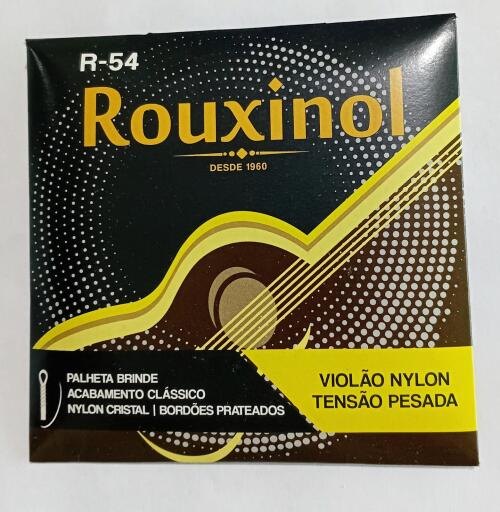 R-54
Rouxinol
DESDE 1960
PALHETA BRINDE
ACABAMENTO CLÁSSICO
NYLON CRISTAL | BORDÕES PRATEADOS
VIOLÃO NYLON
TENSÃO PESADA